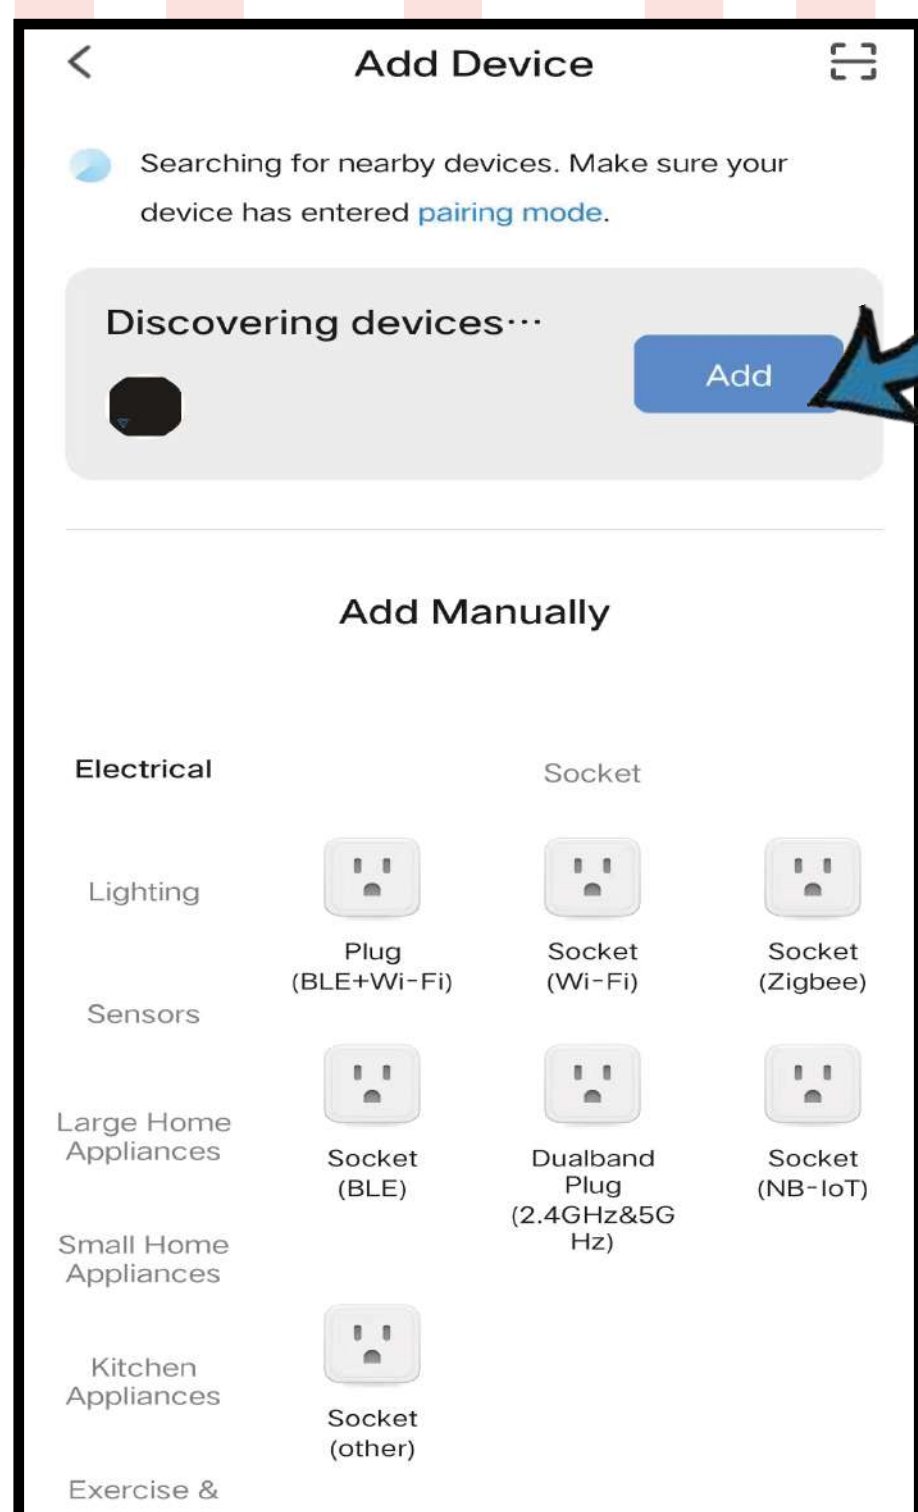 Add Device
Searching for nearby devices. Make sure your
device has entered pairing mode.
Discovering devices···
Add
Add Manually
Electrical
Lighting
Sensors
Large Home
Appliances
Small Home
Appliances
Kitchen
Appliances
Exercise &
Socket
Plug
(BLE+Wi-Fi)
Socket
(Wi-Fi)
Socket
(Zigbee)
Socket
(BLE)
Dualband
Plug
(2.4GHz&5G
Hz)
Socket
(NB-IoT)
Socket
(other)